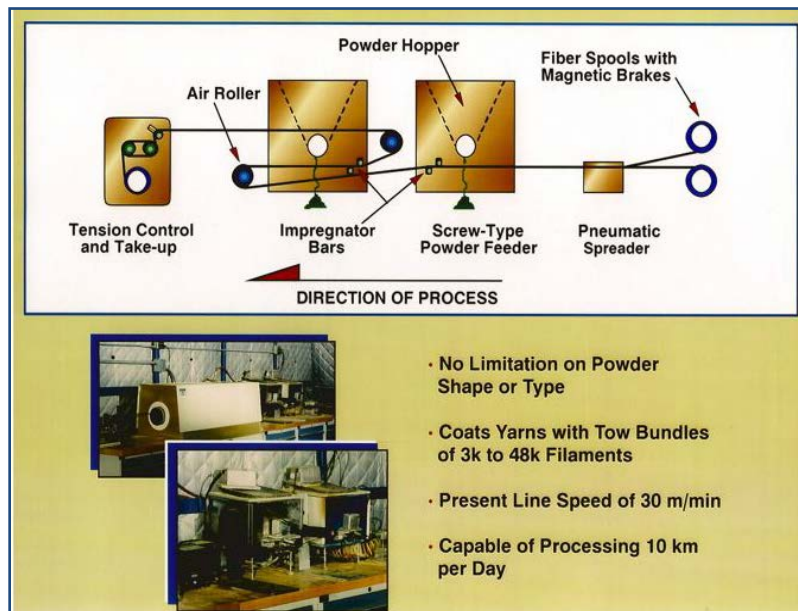 Powder Hopper
Fiber Spools with
Magnetic Brakes
Air Roller
Tension Control
and Take-up
Impregnator
Bars
Screw-Type
Powder Feeder
Pneumatic
Spreader
DIRECTION OF PROCESS
· No Limitation on Powder
Shape or Type
· Coats Yarns with Tow Bundles
of 3k to 48k Filaments
· Present Line Speed of 30 m/min
· Capable of Processing 10 km
per Day